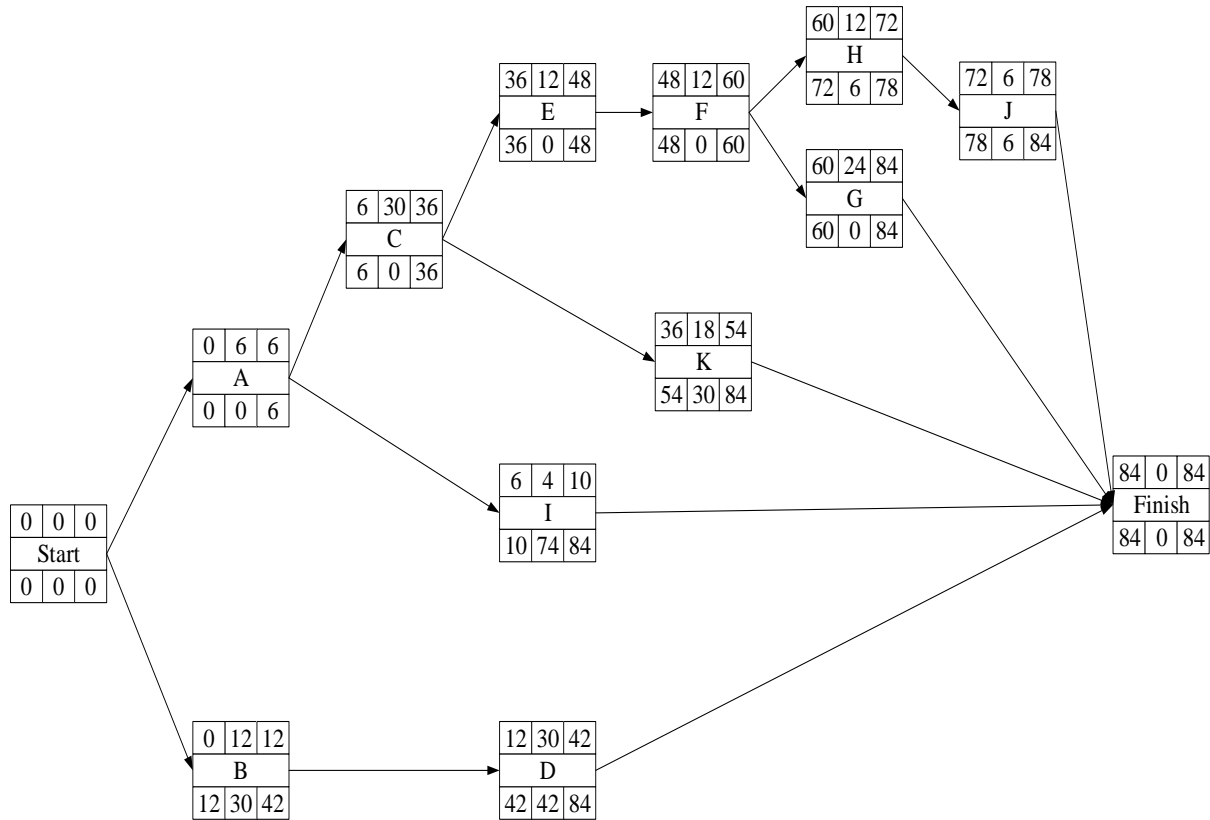 60 12 72
H
72 6 78
36 12 48
E
36 0 48
48 12 60
F
48 0 60
72 6 78
J
78 6 84
60 24 84
G
60 0 84
6 30 36
C
6 0 36
36 18 54
K
54 30 84
0 6 6
A
0 0 6
6 4 10
I
10 74 84
84 0 84
Finish
84 0 84
0 0 0
Start
0 0 0
0 12 12
B
12 30 42
12 30 42
D
42 42 84